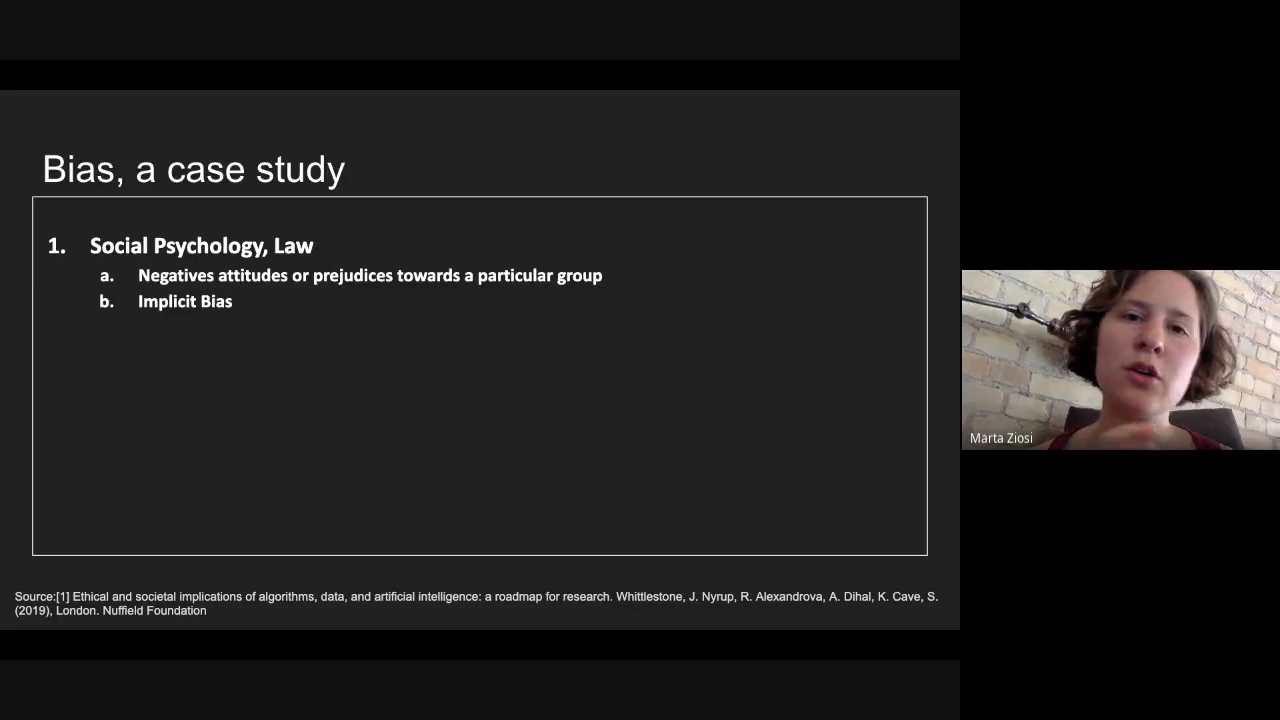 Bias, a case study
1. Social Psychology, Law
a. Negatives attitudes or prejudices towards a particular group
b. Implicit Bias
Marta Ziosi
Source:[1] Ethical and societal implications of algorithms, data, and artificial intelligence: a roadmap for research. Whittlestone, J. Nyrup, R. Alexandrova, A. Dihal, K. Cave, S.
(2019), London. Nuffield Foundation